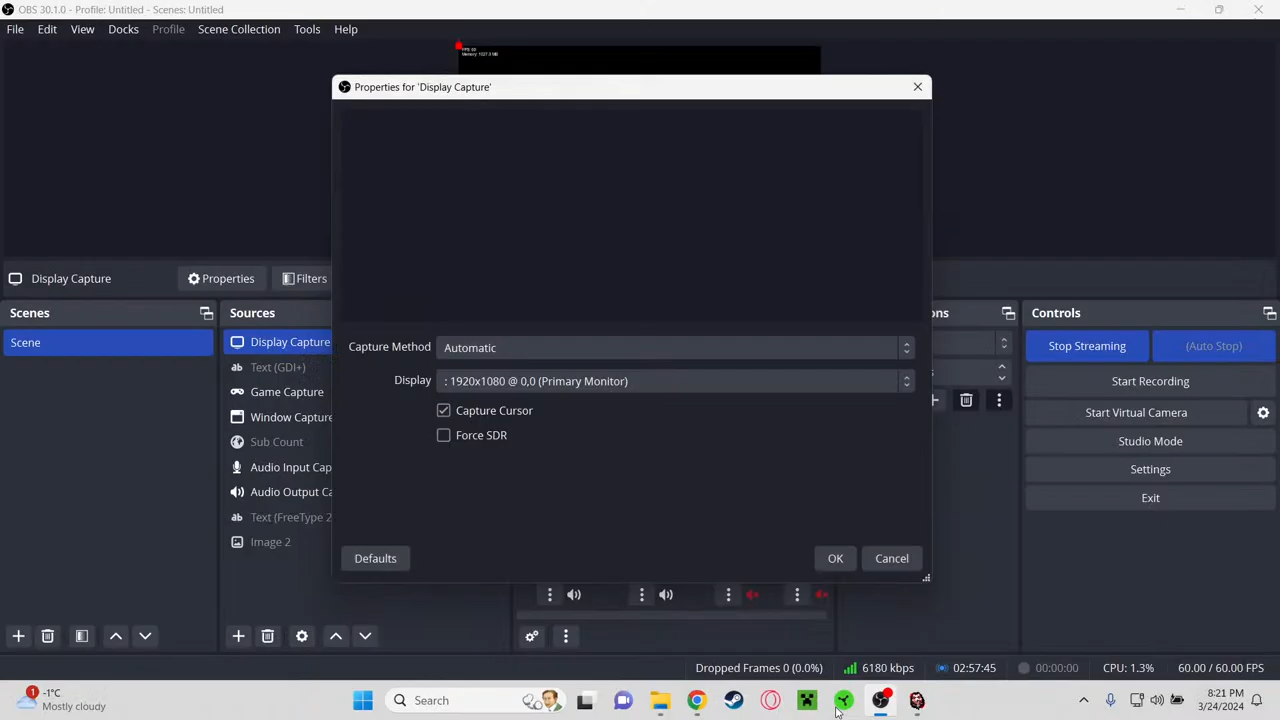 OBS 30.1.0 - Profile: Untitled - Scenes: Untitled
File Edit View Docks Profile Scene Collection Tools Help
FPS: 60
Properties for 'Display Capture'
Display Capture Properties Filters
Scenes Sources ons Controls
Scene
Display Capture
Text (GDI+)
Game Capture
Window Capture
Sub Count
Audio Input Cap
Audio Output Ca
Text (FreeType 2
Image 2
Capture Method Automatic
Display : 1920x1080 @ 0,0 (Primary Monitor)
Capture Cursor
Force SDR
Defaults OK Cancel
Stop Streaming (Auto Stop)
Start Recording
Start Virtual Camera
Studio Mode
Settings
Exit
Dropped Frames 0 (0.0%) 6180 kbps 02:57:45 00:00:00 CPU: 1.3% 60.00 / 60.00 FPS
1
-1°C
Mostly cloudy
Search
8:21 PM
3/24/2024